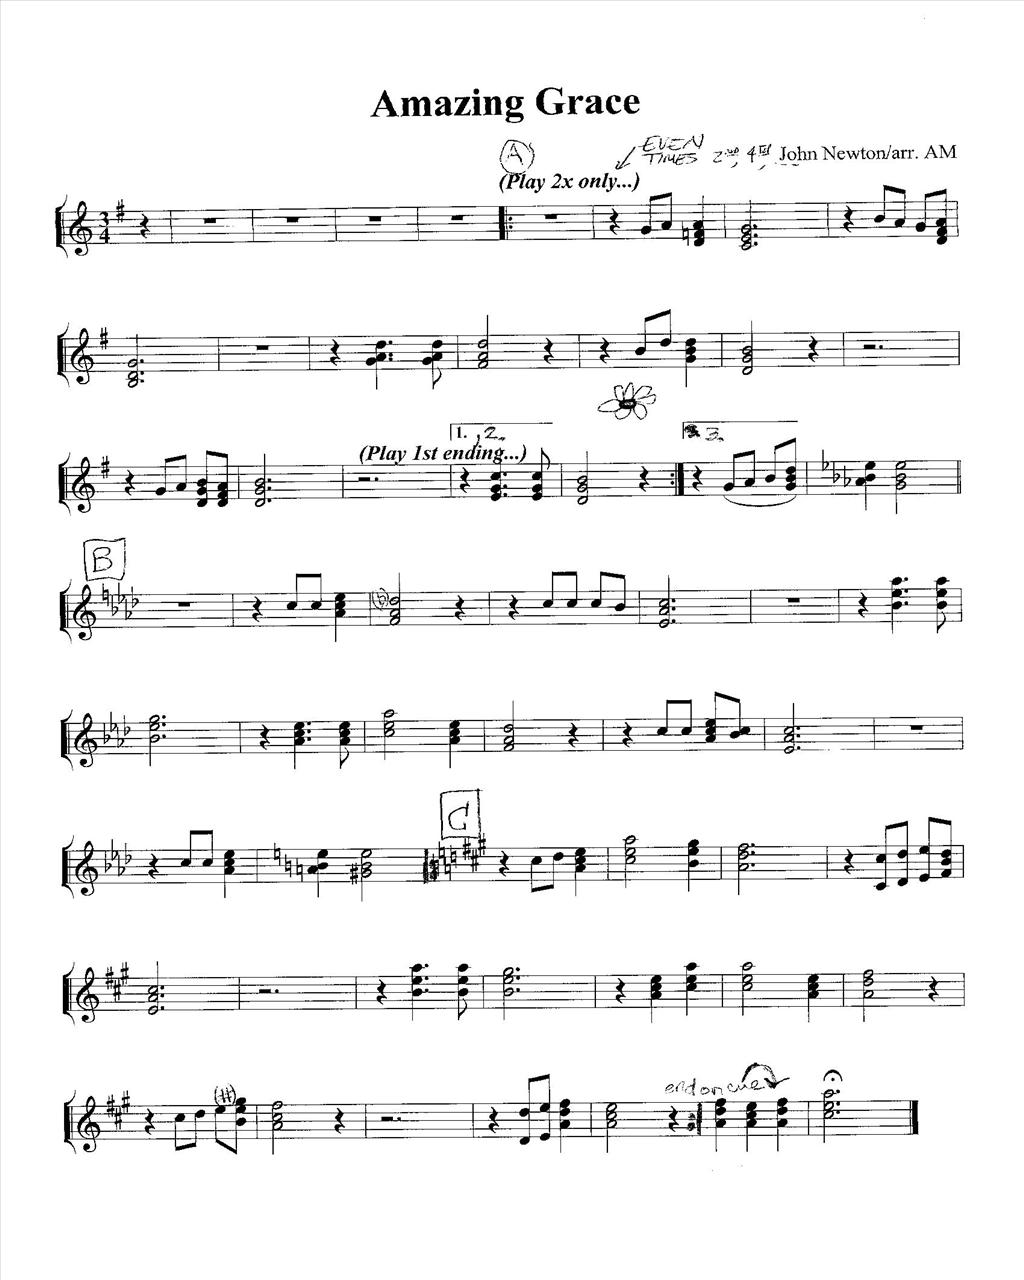 Amazing Grace
A
EVEN
TIMES 2nd, 4th John Newton/arr. AM
(Play 2x only...)
3
4
1. , 2. 3.
(Play 1st ending...)
B
C
end on cue